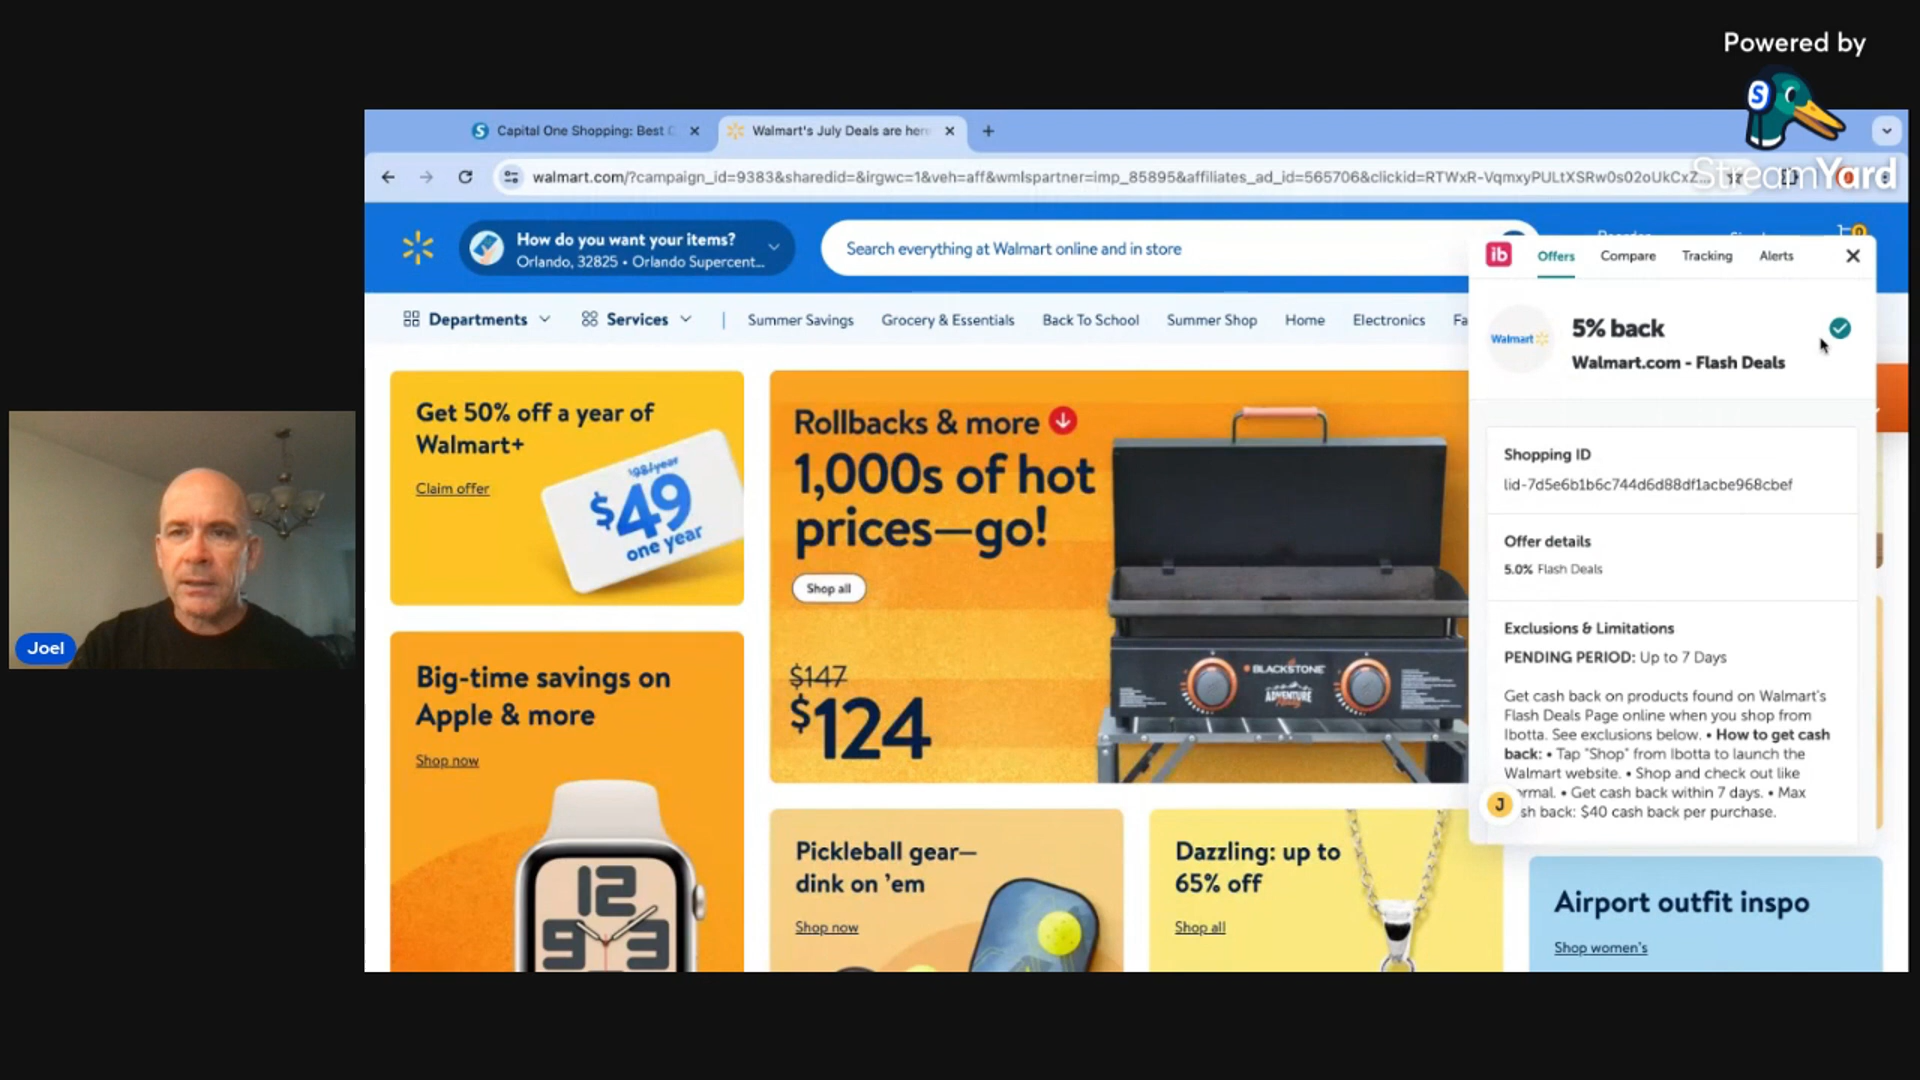 Powered by
StreamYard
Capital One Shopping: Best
Walmart's July Deals are here
walmart.com/?campaign_id=9383&sharedid=&irgwc=1&veh=aff&wmlspartner=imp_85895&affiliates_ad_id=565706&clickid=RTWxR-VqmxyPULtXSRw0s02oUkCxZ...
How do you want your items?
Orlando, 32825 • Orlando Supercent...
Search everything at Walmart online and in store
0
Departments
Services
Summer Savings
Grocery & Essentials
Back To School
Summer Shop
Home
Electronics
Fa
ib
Offers
Compare
Tracking
Alerts
Walmart
5% back
Walmart.com - Flash Deals
Shopping ID
lid-7d5e6b1b6c744d6d88df1acbe968cbef
Offer details
5.0% Flash Deals
Exclusions & Limitations
PENDING PERIOD: Up to 7 Days
Get cash back on products found on Walmart's
Flash Deals Page online when you shop from
Ibotta. See exclusions below. • How to get cash
back: • Tap "Shop" from Ibotta to launch the
Walmart website. • Shop and check out like
ormal. • Get cash back within 7 days. • Max
sh back: $40 cash back per purchase.
J
Get 50% off a year of
Walmart+
Claim offer
$98/year
$49
one year
Rollbacks & more
1,000s of hot
prices—go!
Shop all
$147
$124
BLACKSTONE
ADVENTURE
Big-time savings on
Apple & more
Shop now
12
9 3
Pickleball gear—
dink on 'em
Shop now
Dazzling: up to
65% off
Shop all
Airport outfit inspo
Shop women's
Joel